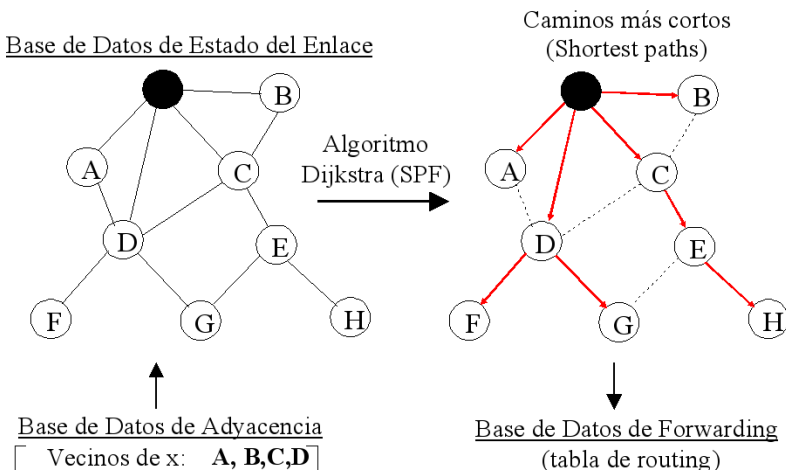 Base de Datos de Estado del Enlace
Caminos más cortos
(Shortest paths)
B
B
Algoritmo
Dijkstra (SPF)
A
C
A
C
D
E
D
E
F
G
H
F
G
H
Base de Datos de Adyacencia
Vecinos de x: A, B,C,D
Base de Datos de Forwarding
(tabla de routing)